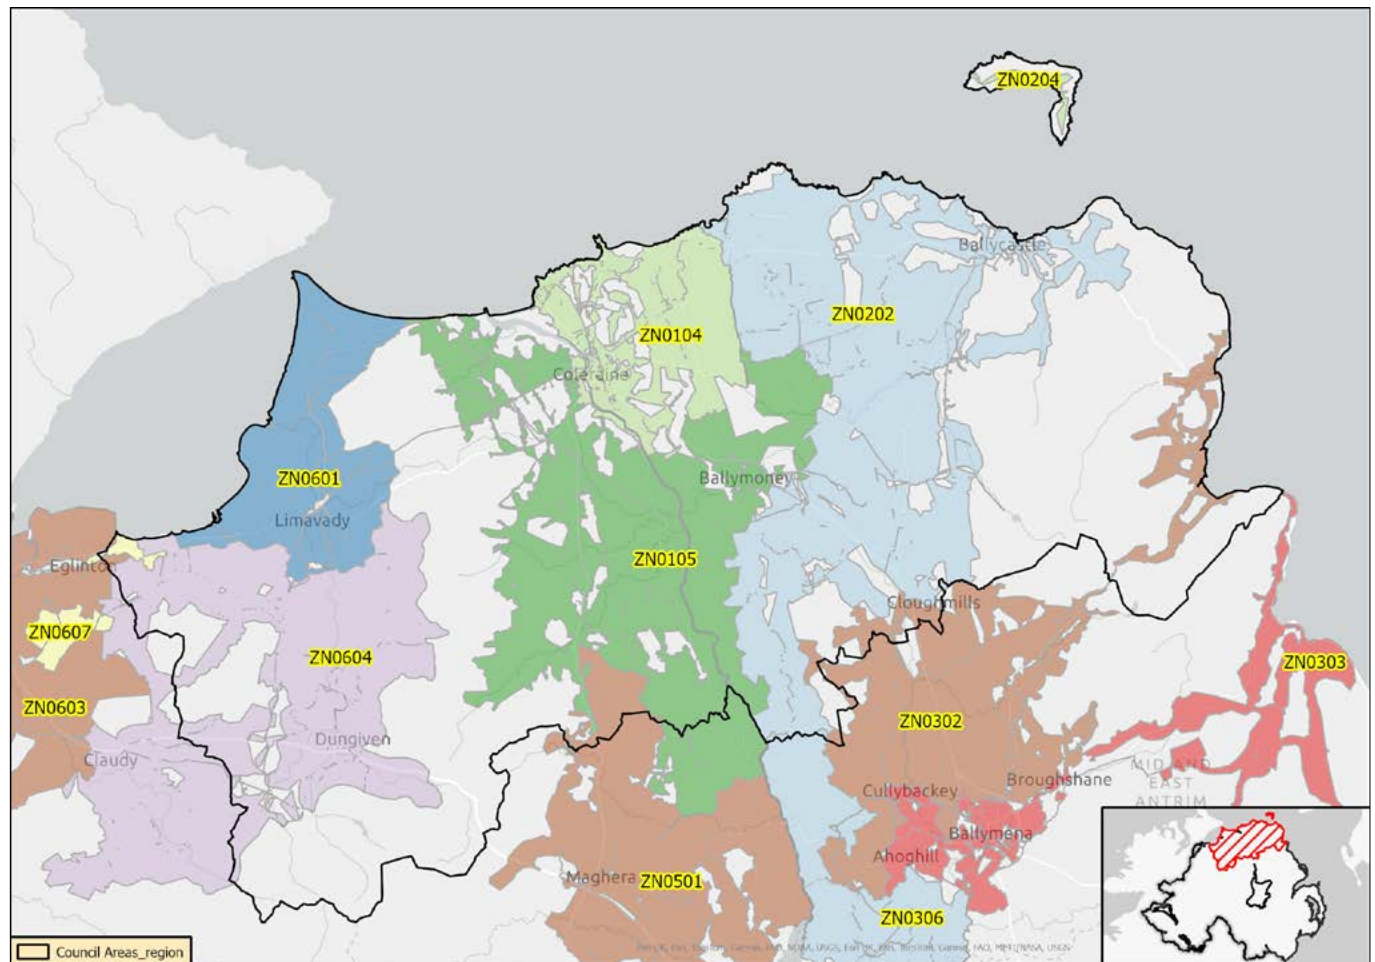 ZN0204
Ballycastle
ZN0202
ZN0104
Coleraine
ZN0601
Ballymoney
Limavady
ZN0105
Eglinton
Cloughmills
ZN0607
ZN0604
ZN0303
ZN0603
ZN0302
Dungiven
Claudy
MID AND
EAST
ANTRIM
Broughshane
Cullybackey
Ballymena
Ahoghill
Maghera
ZN0501
ZN0306
Council Areas_region